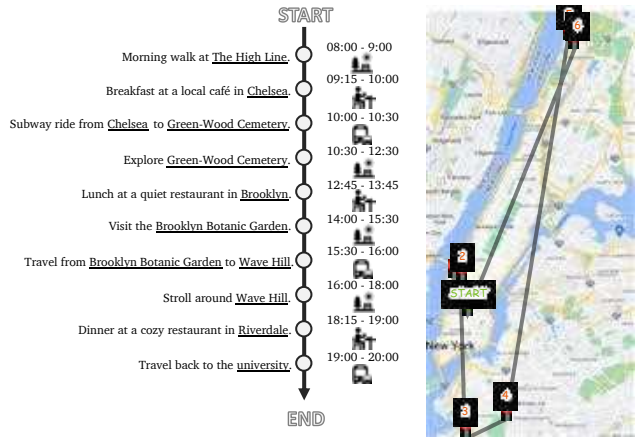 START
08:00 - 9:00
Morning walk at The High Line.
09:15 - 10:00
Breakfast at a local café in Chelsea.
10:00 - 10:30
Subway ride from Chelsea to Green-Wood Cemetery.
10:30 - 12:30
Explore Green-Wood Cemetery.
12:45 - 13:45
Lunch at a quiet restaurant in Brooklyn.
14:00 - 15:30
Visit the Brooklyn Botanic Garden.
15:30 - 16:00
Travel from Brooklyn Botanic Garden to Wave Hill.
16:00 - 18:00
Stroll around Wave Hill.
18:15 - 19:00
Dinner at a cozy restaurant in Riverdale.
19:00 - 20:00
Travel back to the university.
END
6
2
START
New York
4
3